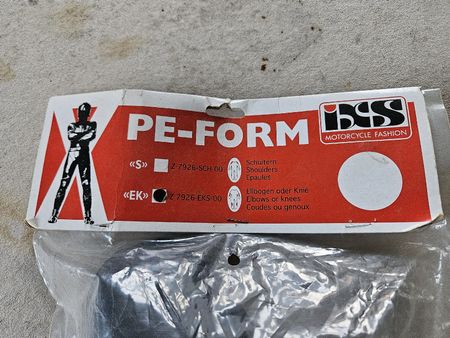 PE-FORM
iXS
MOTORCYCLE FASHION
«S» Z-7926-SCH-00 Schultern
Shoulders
Epaules
«EK» Z-7926-EKS-00 Ellbogen oder Knie
Elbows or knees
Coudes ou genoux